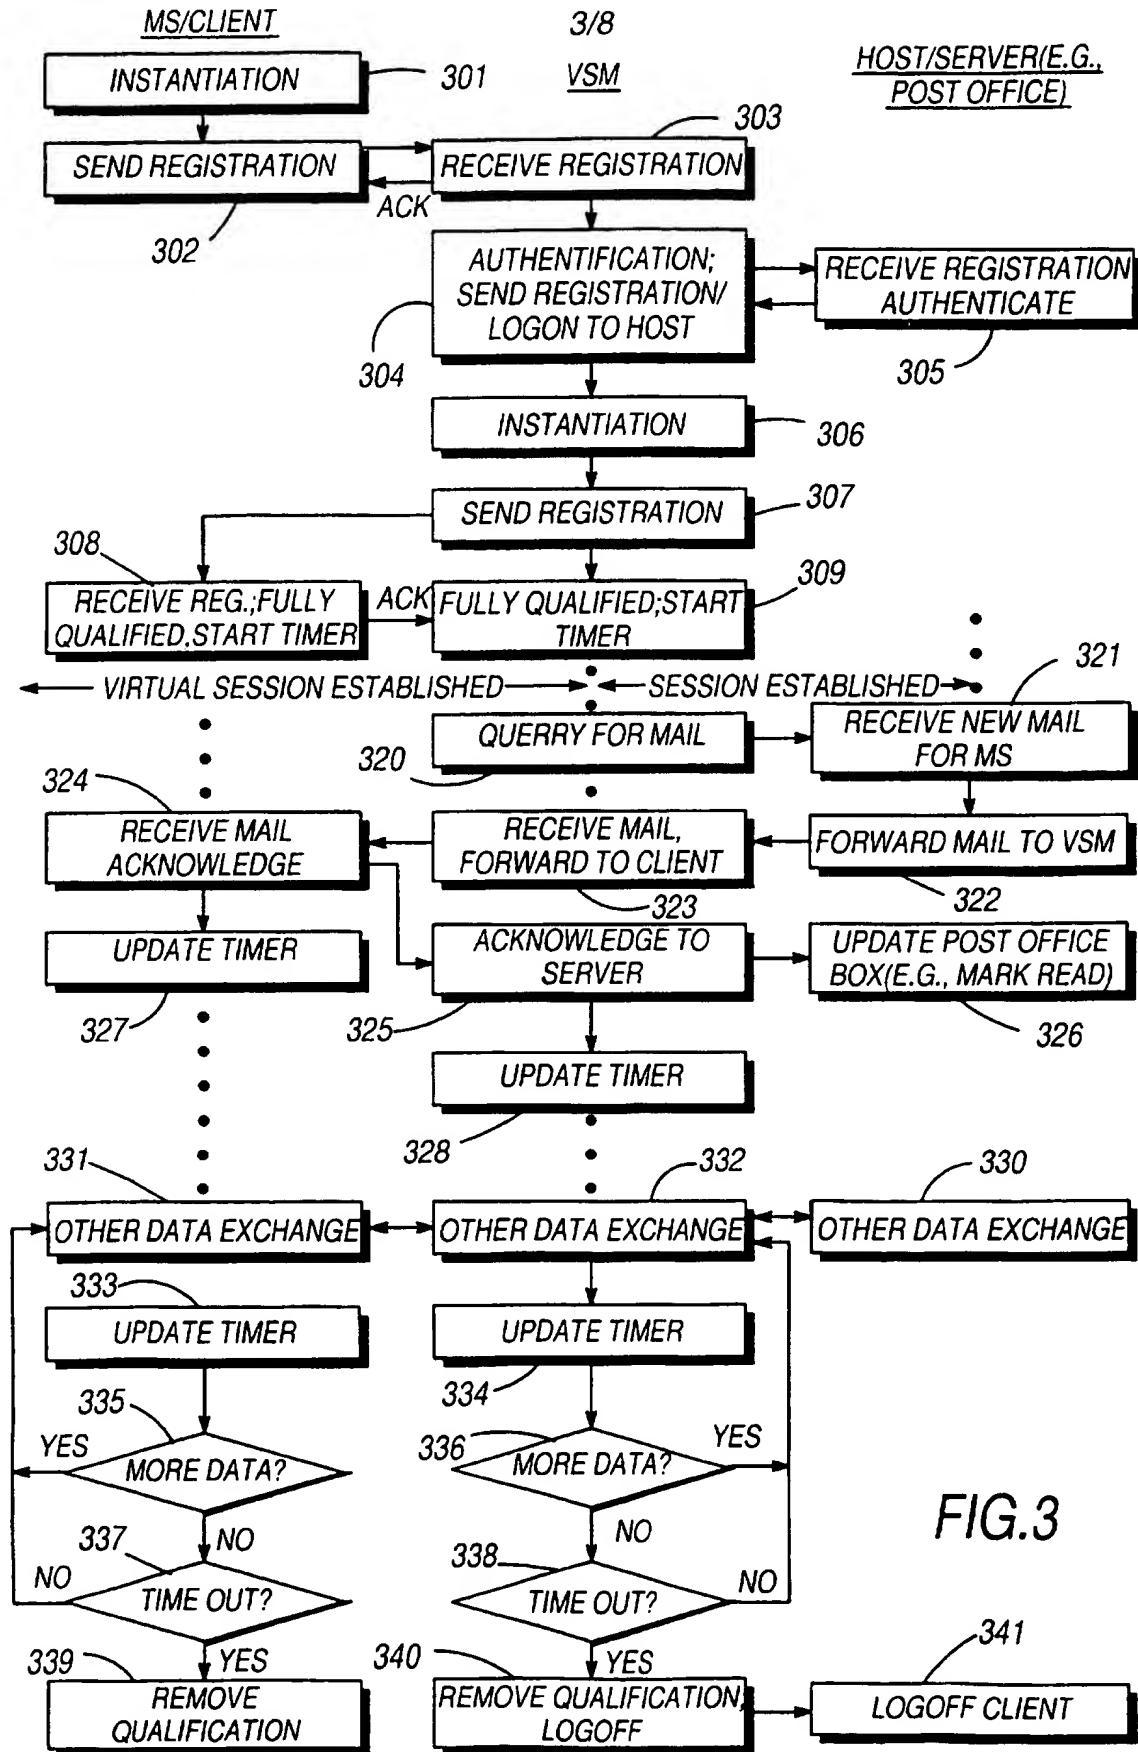 MS/CLIENT
3/8
VSM
HOST/SERVER(E.G.,
POST OFFICE)
INSTANTIATION
301
303
SEND REGISTRATION
RECEIVE REGISTRATION
ACK
302
AUTHENTIFICATION;
SEND REGISTRATION/
LOGON TO HOST
RECEIVE REGISTRATION
AUTHENTICATE
304
305
INSTANTIATION
306
SEND REGISTRATION
307
308
309
RECEIVE REG.;FULLY
QUALIFIED,START TIMER
ACK
FULLY QUALIFIED;START
TIMER
321
VIRTUAL SESSION ESTABLISHED
SESSION ESTABLISHED
QUERRY FOR MAIL
320
RECEIVE NEW MAIL
FOR MS
324
RECEIVE MAIL
ACKNOWLEDGE
RECEIVE MAIL,
FORWARD TO CLIENT
323
FORWARD MAIL TO VSM
322
UPDATE TIMER
327
ACKNOWLEDGE TO
SERVER
325
UPDATE POST OFFICE
BOX(E.G., MARK READ)
326
UPDATE TIMER
328
331
332
330
OTHER DATA EXCHANGE
OTHER DATA EXCHANGE
OTHER DATA EXCHANGE
333
UPDATE TIMER
UPDATE TIMER
334
335
YES
MORE DATA?
NO
336
YES
MORE DATA?
NO
FIG.3
337
NO
TIME OUT?
YES
338
NO
TIME OUT?
YES
339
REMOVE
QUALIFICATION
340
REMOVE QUALIFICATION,
LOGOFF
341
LOGOFF CLIENT